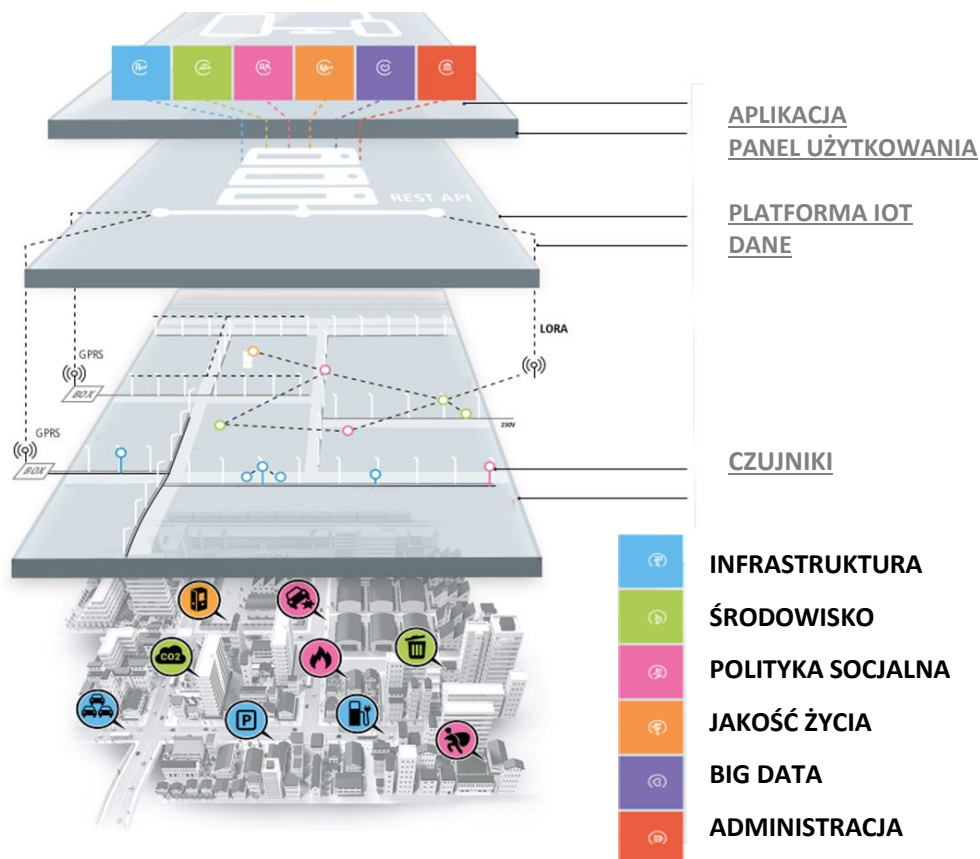 APLIKACJA
PANEL UŻYTKOWANIA
REST API
PLATFORMA IOT
DANE
LORA
GPRS
BOX
230V
GPRS
BOX
CZUJNIKI
INFRASTRUKTURA
ŚRODOWISKO
CO2
POLITYKA SOCJALNA
P
JAKOŚĆ ŻYCIA
BIG DATA
ADMINISTRACJA